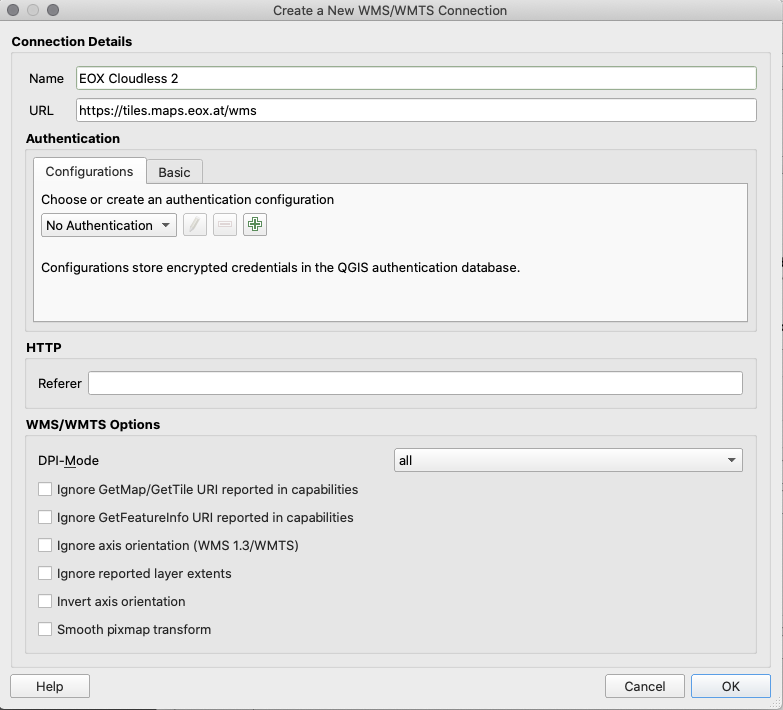 Create a New WMS/WMTS Connection
Connection Details
Name EOX Cloudless 2
URL https://tiles.maps.eox.at/wms
Authentication
Configurations Basic
Choose or create an authentication configuration
No Authentication
Configurations store encrypted credentials in the QGIS authentication database.
HTTP
Referer
WMS/WMTS Options
DPI-Mode all
Ignore GetMap/GetTile URI reported in capabilities
Ignore GetFeatureInfo URI reported in capabilities
Ignore axis orientation (WMS 1.3/WMTS)
Ignore reported layer extents
Invert axis orientation
Smooth pixmap transform
Help Cancel OK